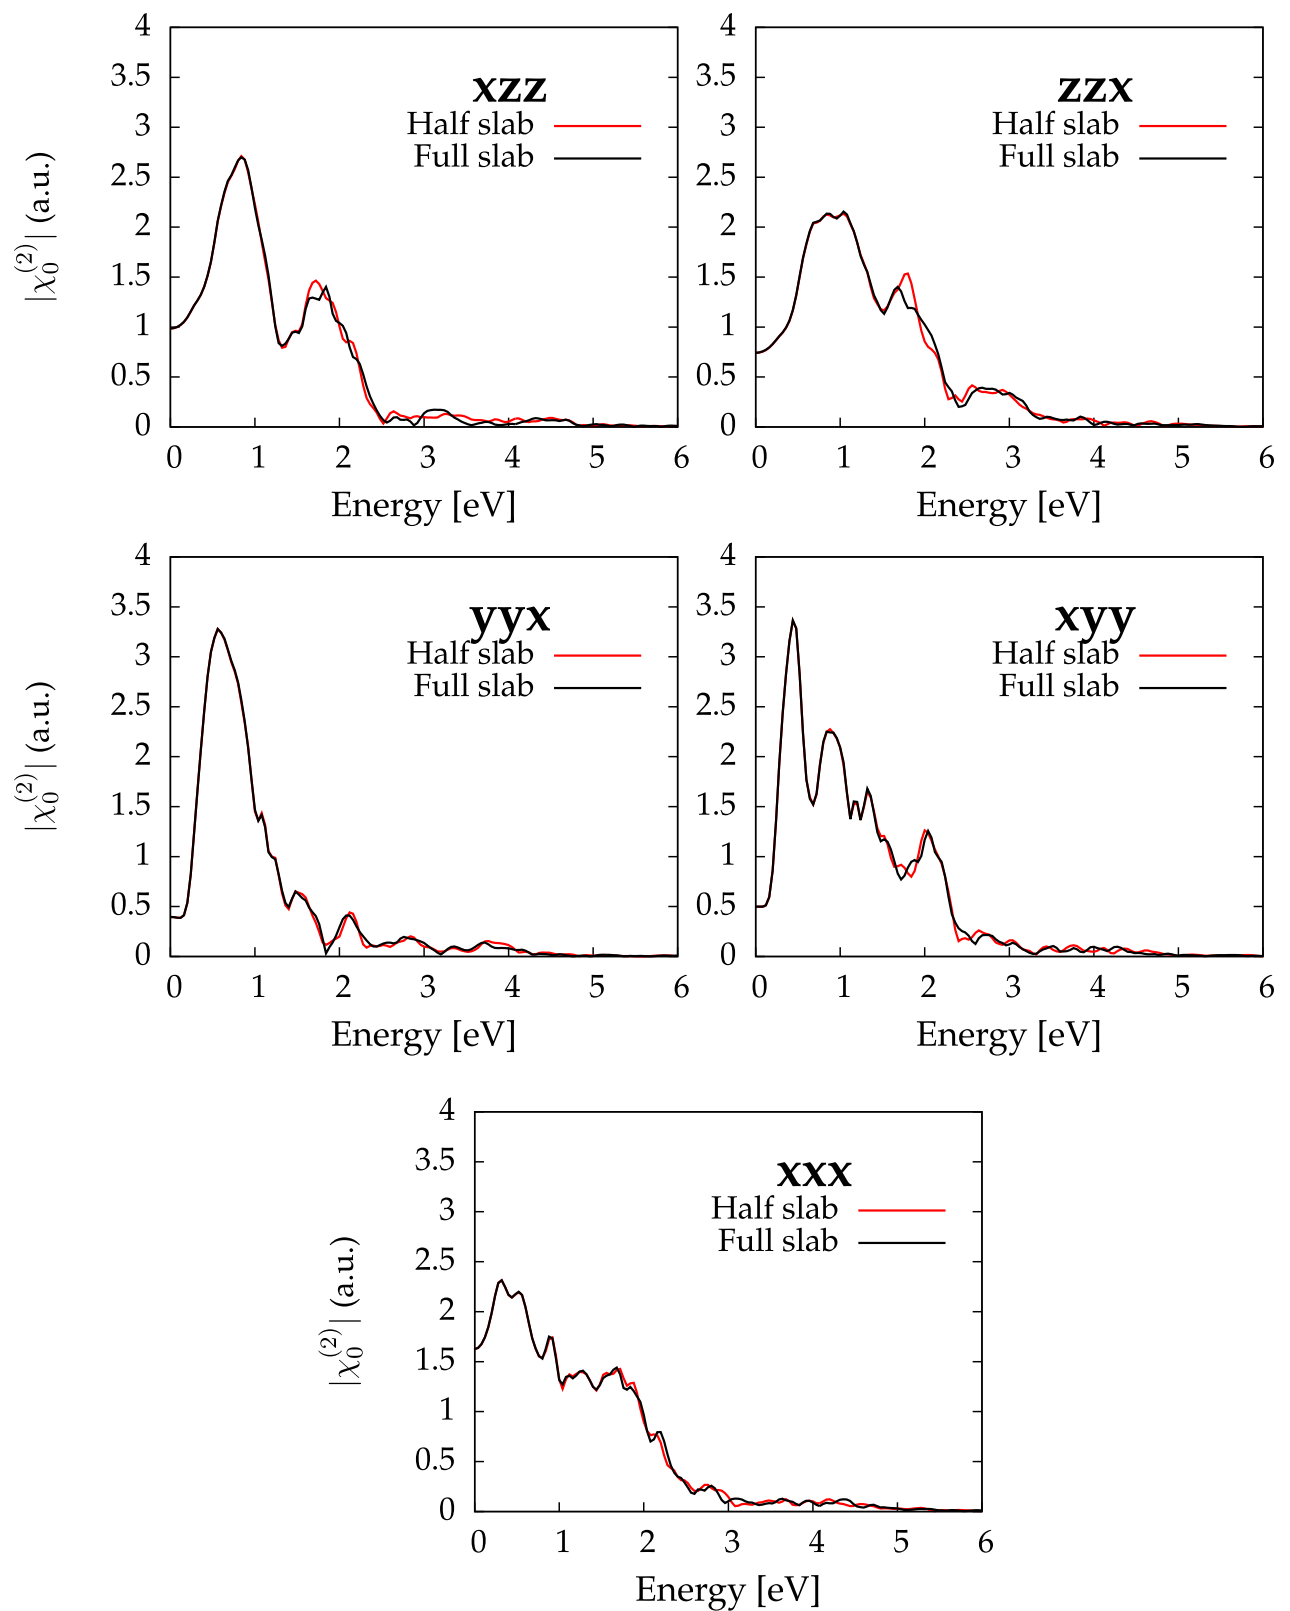 4
3.5
3
2.5
2
1.5
1
0.5
0
0 1 2 3 4 5 6
|χ₀⁽²⁾| (a.u.)
Energy [eV]
xzz
Half slab
Full slab
4
3.5
3
2.5
2
1.5
1
0.5
0
0 1 2 3 4 5 6
Energy [eV]
zzx
Half slab
Full slab
4
3.5
3
2.5
2
1.5
1
0.5
0
0 1 2 3 4 5 6
|χ₀⁽²⁾| (a.u.)
Energy [eV]
yyx
Half slab
Full slab
4
3.5
3
2.5
2
1.5
1
0.5
0
0 1 2 3 4 5 6
Energy [eV]
xyy
Half slab
Full slab
4
3.5
3
2.5
2
1.5
1
0.5
0
0 1 2 3 4 5 6
|χ₀⁽²⁾| (a.u.)
Energy [eV]
xxx
Half slab
Full slab